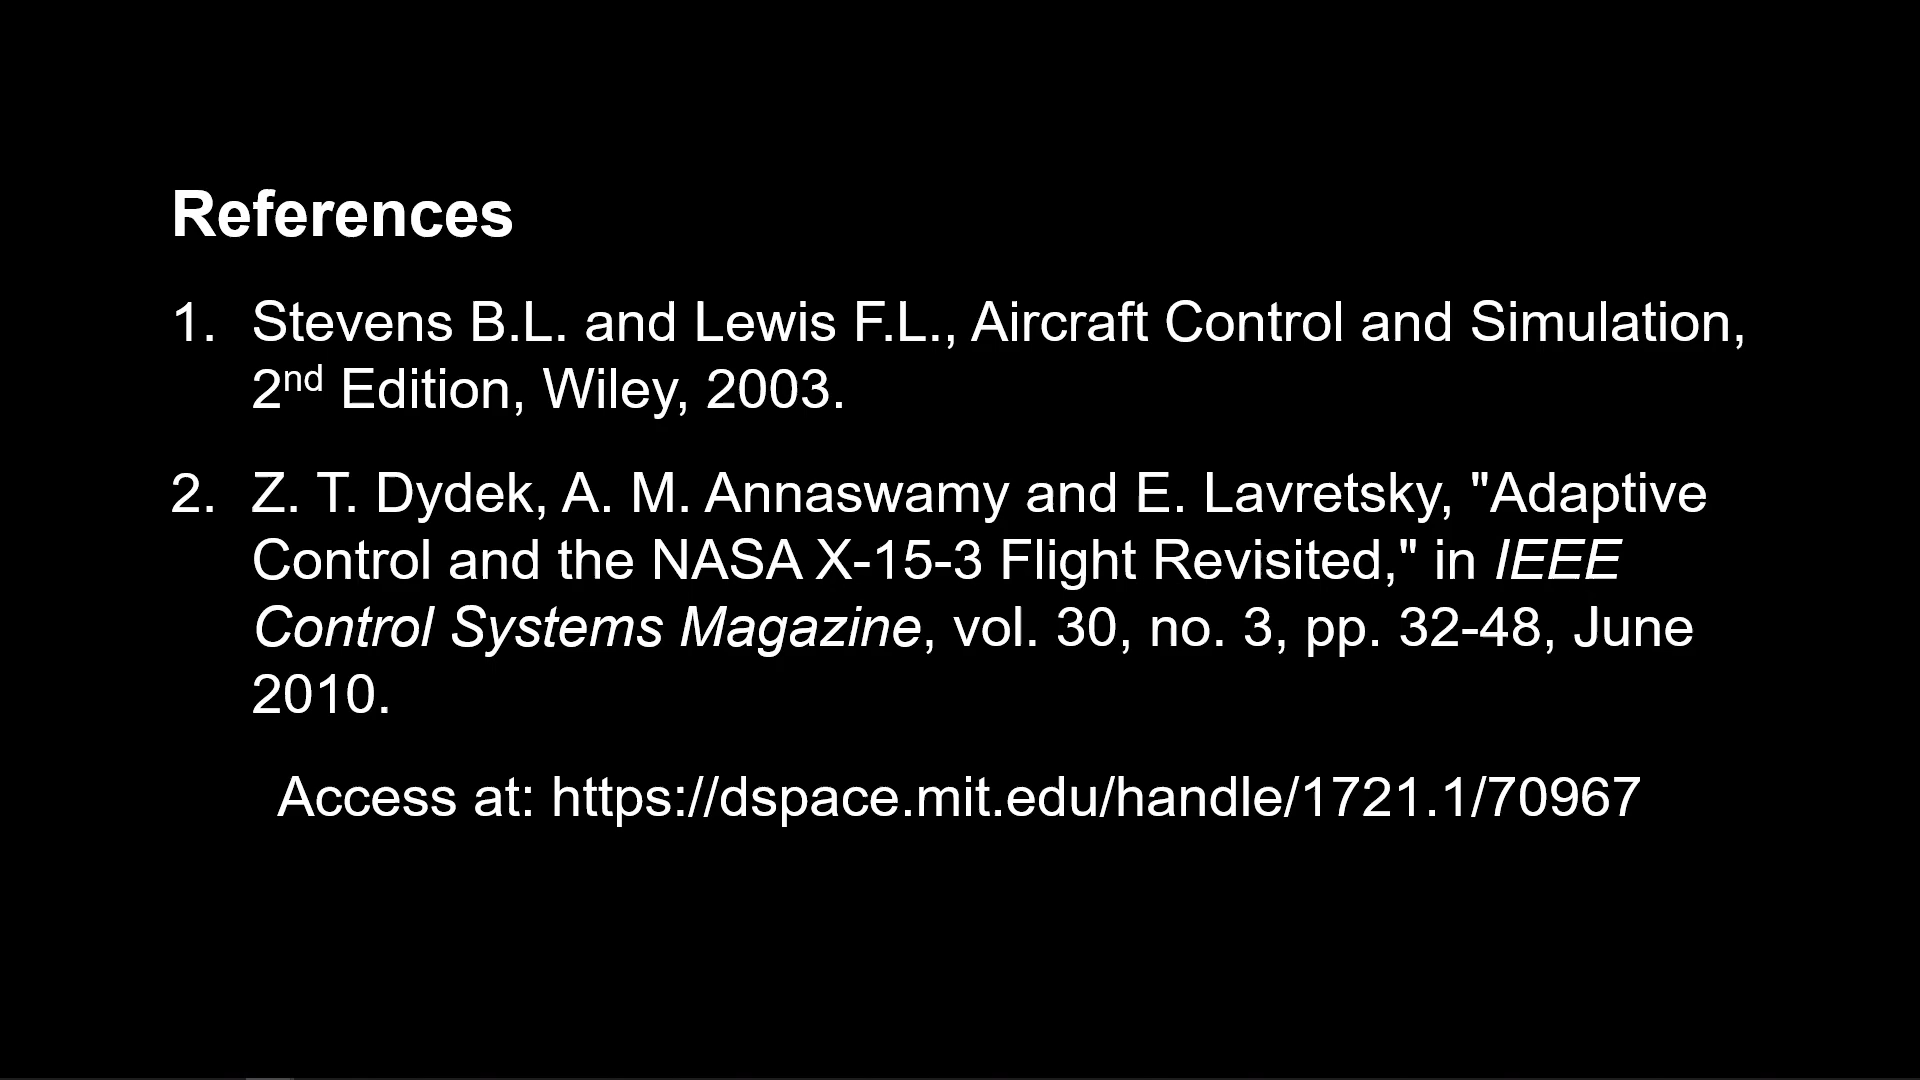 References
1. Stevens B.L. and Lewis F.L., Aircraft Control and Simulation,
2nd Edition, Wiley, 2003.
2. Z. T. Dydek, A. M. Annaswamy and E. Lavretsky, "Adaptive
Control and the NASA X-15-3 Flight Revisited," in IEEE
Control Systems Magazine, vol. 30, no. 3, pp. 32-48, June
2010.
Access at: https://dspace.mit.edu/handle/1721.1/70967